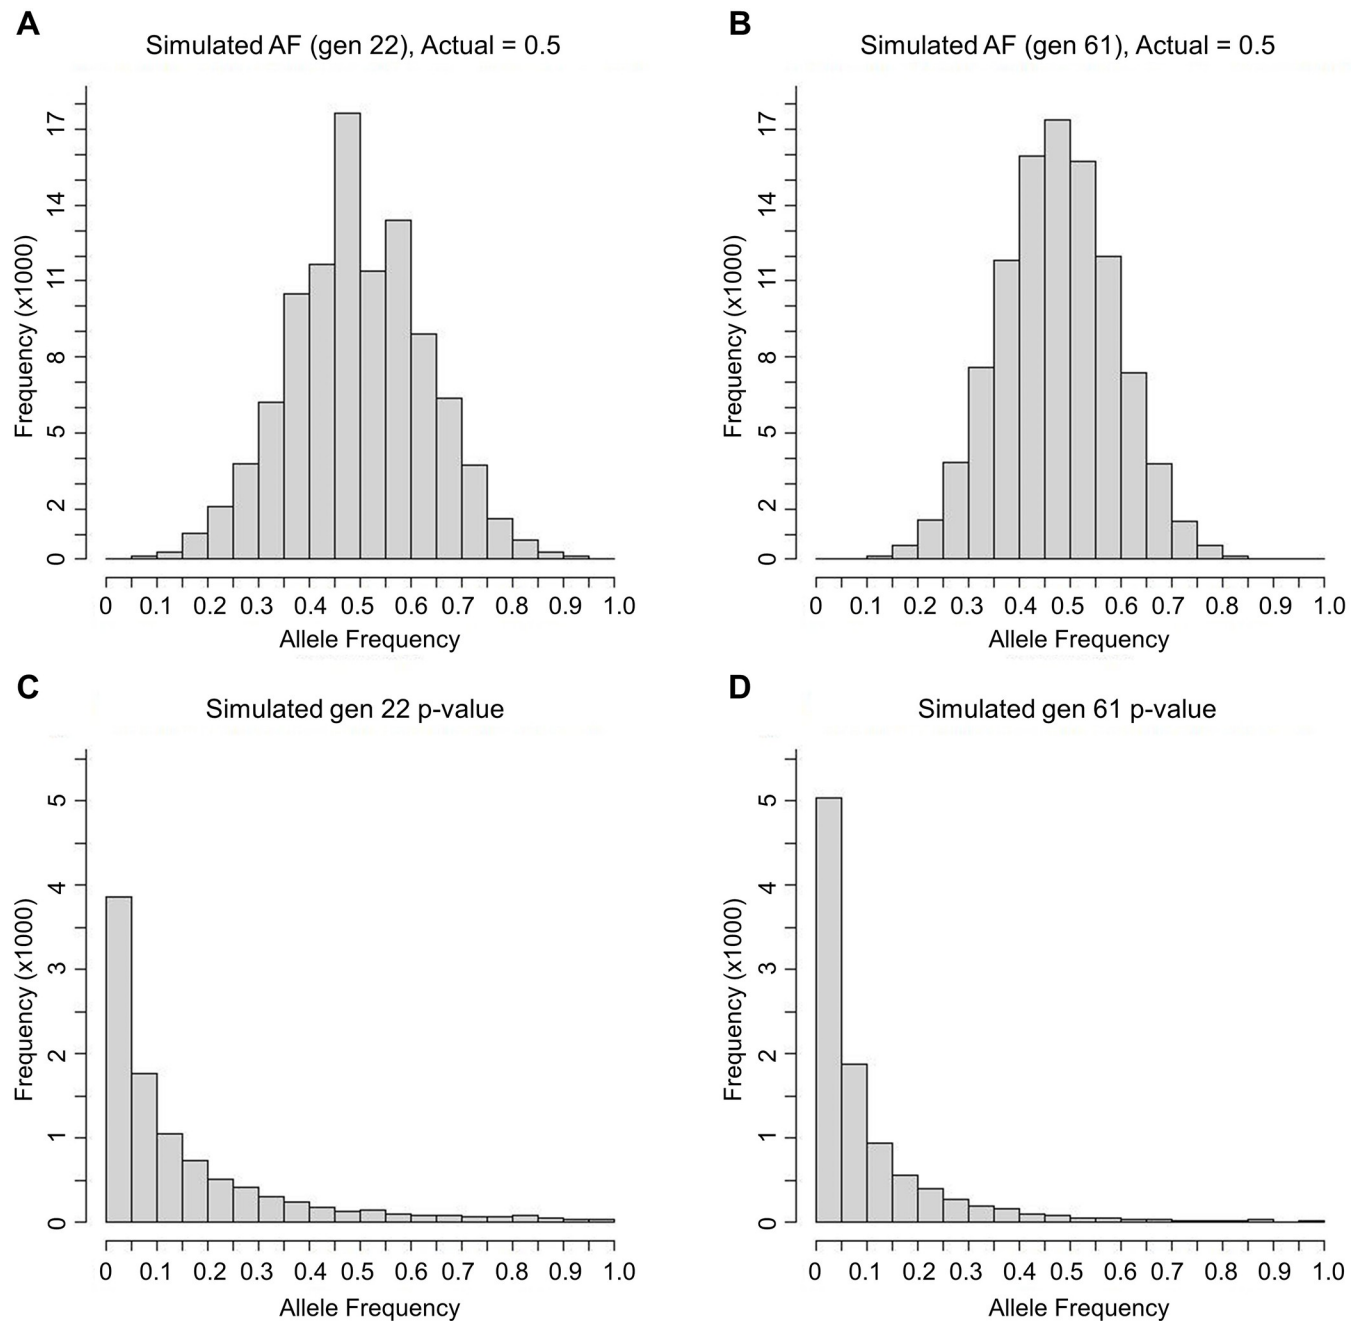 A
Simulated AF (gen 22), Actual = 0.5
Frequency (x1000)
17
14
11
8
5
2
0
0 0.1 0.2 0.3 0.4 0.5 0.6 0.7 0.8 0.9 1.0
Allele Frequency
B
Simulated AF (gen 61), Actual = 0.5
Frequency (x1000)
17
14
11
8
5
2
0
0 0.1 0.2 0.3 0.4 0.5 0.6 0.7 0.8 0.9 1.0
Allele Frequency
C
Simulated gen 22 p-value
Frequency (x1000)
5
4
3
2
1
0
0 0.1 0.2 0.3 0.4 0.5 0.6 0.7 0.8 0.9 1.0
Allele Frequency
D
Simulated gen 61 p-value
Frequency (x1000)
5
4
3
2
1
0
0 0.1 0.2 0.3 0.4 0.5 0.6 0.7 0.8 0.9 1.0
Allele Frequency